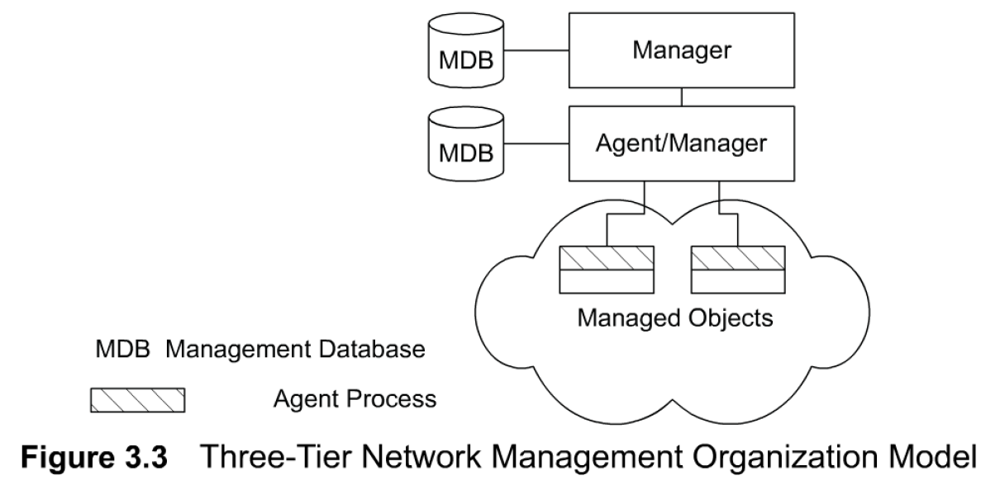 MDB
Manager
MDB
Agent/Manager
Managed Objects
MDB Management Database
Agent Process
Figure 3.3 Three-Tier Network Management Organization Model